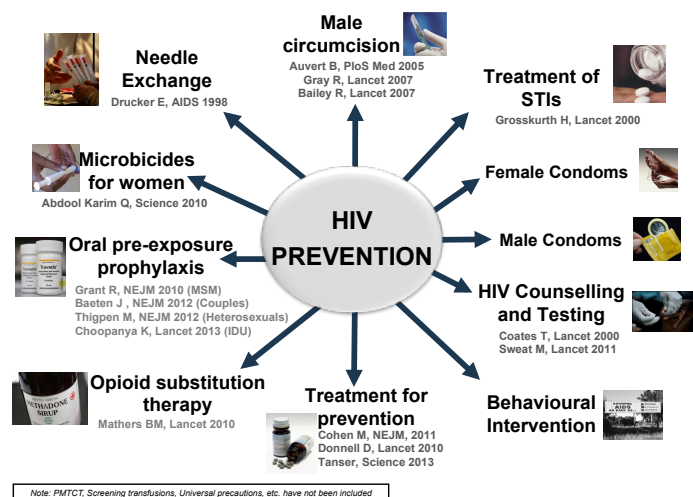 Male
circumcision
Auvert B, PloS Med 2005
Gray R, Lancet 2007
Bailey R, Lancet 2007
Needle
Exchange
Drucker E, AIDS 1998
Treatment of
STIs
Grosskurth H, Lancet 2000
Microbicides
for women
Abdool Karim Q, Science 2010
Female Condoms
HIV
PREVENTION
Male Condoms
Oral pre-exposure
prophylaxis
Grant R, NEJM 2010 (MSM)
Baeten J , NEJM 2012 (Couples)
Thigpen M, NEJM 2012 (Heterosexuals)
Choopanya K, Lancet 2013 (IDU)
Truvada
HIV Counselling
and Testing
Coates T, Lancet 2000
Sweat M, Lancet 2011
Opioid substitution
therapy
Mathers BM, Lancet 2010
METHADONE
SIRUP
Treatment for
prevention
Cohen M, NEJM, 2011
Donnell D, Lancet 2010
Tanser, Science 2013
Behavioural
Intervention
AIDS
Note: PMTCT, Screening transfusions, Universal precautions, etc. have not been included